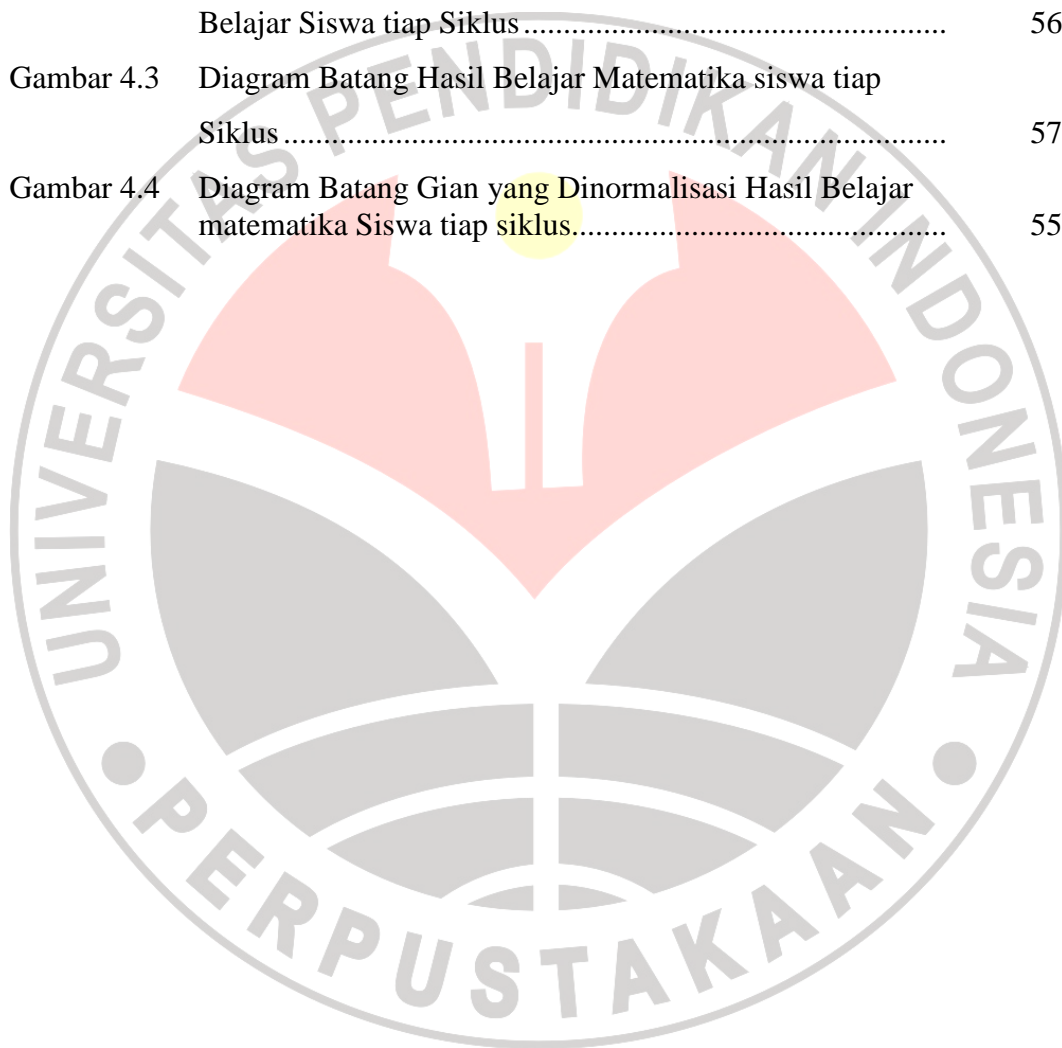 Belajar Siswa tiap Siklus ..................................................... 56
Gambar 4.3 Diagram Batang Hasil Belajar Matematika siswa tiap
Siklus ................................................................................... 57
Gambar 4.4 Diagram Batang Gian yang Dinormalisasi Hasil Belajar
matematika Siswa tiap siklus............................................... 55
UNIVERSITAS PENDIDIKAN INDONESIA
PERPUSTAKAAN